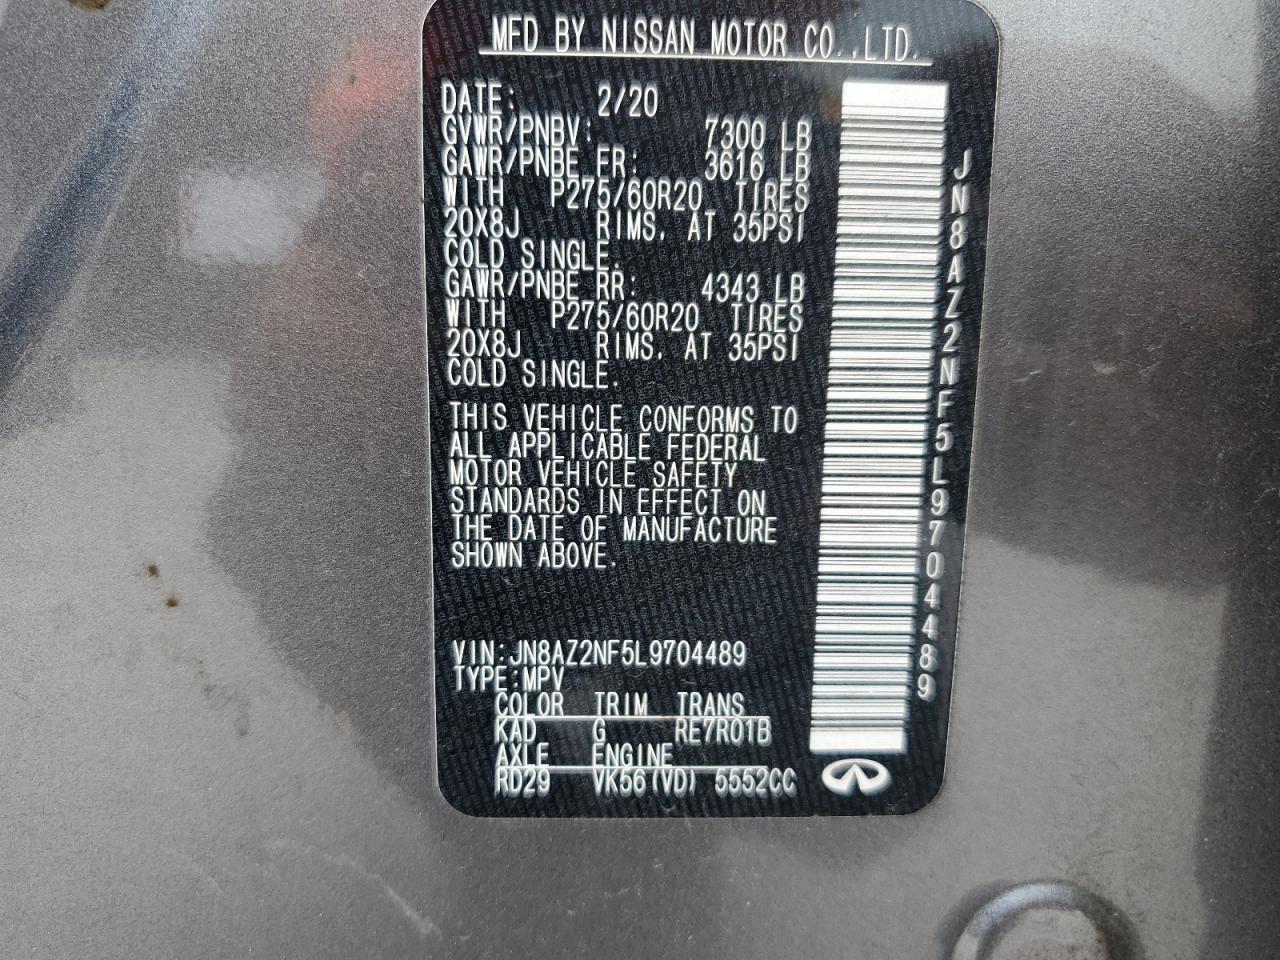 MFD BY NISSAN MOTOR CO.,LTD.
DATE: 2/20
GVWR/PNBV: 7300 LB
GAWR/PNBE FR: 3616 LB
WITH P275/60R20 TIRES
20X8J RIMS. AT 35PSI
COLD SINGLE.
GAWR/PNBE RR: 4343 LB
WITH P275/60R20 TIRES
20X8J RIMS. AT 35PSI
COLD SINGLE.
THIS VEHICLE CONFORMS TO
ALL APPLICABLE FEDERAL
MOTOR VEHICLE SAFETY
STANDARDS IN EFFECT ON
THE DATE OF MANUFACTURE
SHOWN ABOVE.
VIN:JN8AZ2NF5L9704489
TYPE:MPV
COLOR TRIM TRANS
KAD G RE7R01B
AXLE ENGINE
RD29 VK56(VD) 5552CC
JN8AZ2NF5L9704489